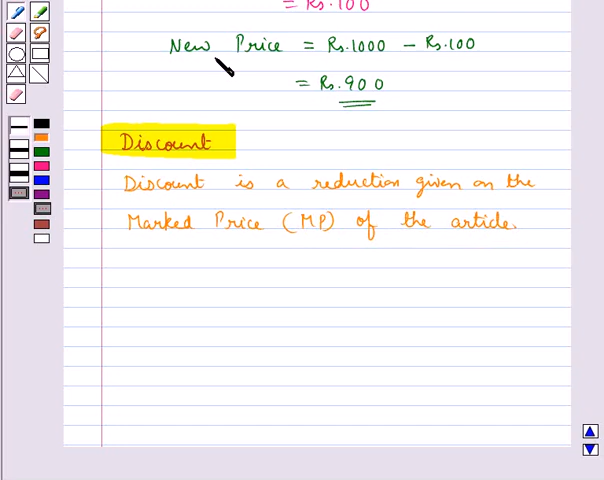 = Rs.100
New Price = Rs.1000 - Rs.100
= Rs.900
Discount
Discount is a reduction given on the
Marked Price (MP) of the article.